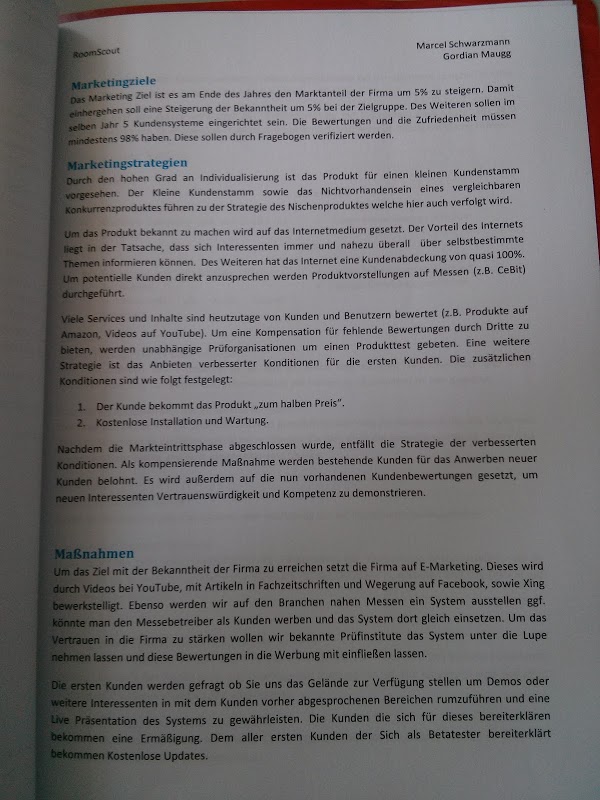 RoomScout
Marcel Schwarzmann
Gordian Maugg
Marketingziele
Das Marketing Ziel ist es am Ende des Jahres den Marktanteil der Firma um 5% zu steigern. Damit
einhergehen soll eine Steigerung der Bekanntheit um 5% bei der Zielgruppe. Des Weiteren sollen im
selben Jahr 5 Kundensysteme eingerichtet sein. Die Bewertungen und die Zufriedenheit müssen
mindestens 98% haben. Diese sollen durch Fragebogen verifiziert werden.
Marketingstrategien
Durch den hohen Grad an Individualisierung ist das Produkt für einen kleinen Kundenstamm
vorgesehen. Der Kleine Kundenstamm sowie das Nichtvorhandensein eines vergleichbaren
Konkurrenzproduktes führen zu der Strategie des Nischenproduktes welche hier auch verfolgt wird.
Um das Produkt bekannt zu machen wird auf das Internetmedium gesetzt. Der Vorteil des Internets
liegt in der Tatsache, dass sich Interessenten immer und nahezu überall über selbstbestimmte
Themen informieren können. Des Weiteren hat das Internet eine Kundenabdeckung von quasi 100%.
Um potentielle Kunden direkt anzusprechen werden Produktvorstellungen auf Messen (z.B. CeBit)
durchgeführt.
Viele Services und Inhalte sind heutzutage von Kunden und Benutzern bewertet (z.B. Produkte auf
Amazon, Videos auf YouTube). Um eine Kompensation für fehlende Bewertungen durch Dritte zu
bieten, werden unabhängige Prüforganisationen um einen Produkttest gebeten. Eine weitere
Strategie ist das Anbieten verbesserter Konditionen für die ersten Kunden. Die zusätzlichen
Konditionen sind wie folgt festgelegt:
1. Der Kunde bekommt das Produkt „zum halben Preis“.
2. Kostenlose Installation und Wartung.
Nachdem die Markteintrittsphase abgeschlossen wurde, entfällt die Strategie der verbesserten
Konditionen. Als kompensierende Maßnahme werden bestehende Kunden für das Anwerben neuer
Kunden belohnt. Es wird außerdem auf die nun vorhandenen Kundenbewertungen gesetzt, um
neuen Interessenten Vertrauenswürdigkeit und Kompetenz zu demonstrieren.
Maßnahmen
Um das Ziel mit der Bekanntheit der Firma zu erreichen setzt die Firma auf E-Marketing. Dieses wird
durch Videos bei YouTube, mit Artikeln in Fachzeitschriften und Wegerung auf Facebook, sowie Xing
bewerkstelligt. Ebenso werden wir auf den Branchen nahen Messen ein System ausstellen ggf.
könnte man den Messebetreiber als Kunden werben und das System dort gleich einsetzen. Um das
Vertrauen in die Firma zu stärken wollen wir bekannte Prüfinstitute das System unter die Lupe
nehmen lassen und diese Bewertungen in die Werbung mit einfließen lassen.
Die ersten Kunden werden gefragt ob Sie uns das Gelände zur Verfügung stellen um Demos oder
weitere Interessenten in mit dem Kunden vorher abgesprochenen Bereichen rumzuführen und eine
Live Präsentation des Systems zu gewährleisten. Die Kunden die sich für dieses bereiterklären
bekommen eine Ermäßigung. Dem aller ersten Kunden der Sich als Betatester bereiterklärt
bekommen Kostenlose Updates.